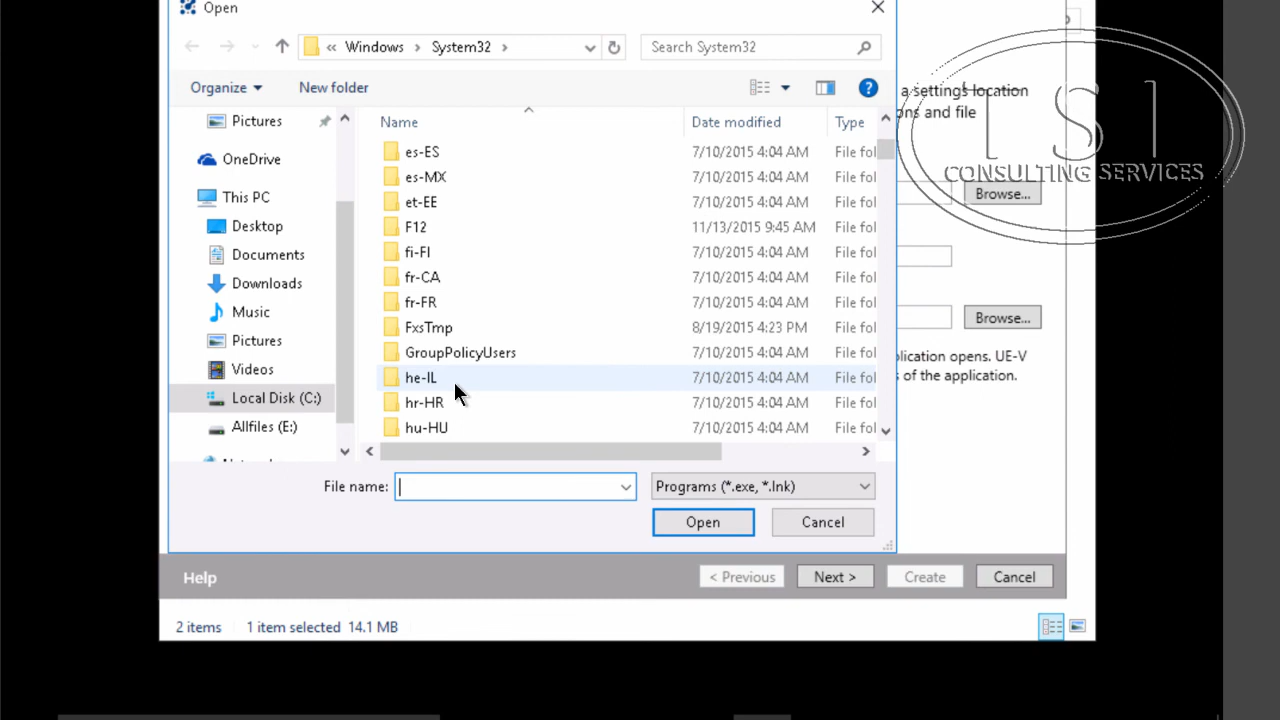 Open
« Windows › System32 ›
Search System32
Organize
New folder
Name
Date modified
Type
Pictures
OneDrive
This PC
Desktop
Documents
Downloads
Music
Pictures
Videos
Local Disk (C:)
Allfiles (E:)
es-ES 7/10/2015 4:04 AM File fol
es-MX 7/10/2015 4:04 AM File fol
et-EE 7/10/2015 4:04 AM File fol
F12 11/13/2015 9:45 AM File fol
fi-FI 7/10/2015 4:04 AM File fol
fr-CA 7/10/2015 4:04 AM File fol
fr-FR 7/10/2015 4:04 AM File fol
FxsTmp 8/19/2015 4:23 PM File fol
GroupPolicyUsers 7/10/2015 4:04 AM File fol
he-IL 7/10/2015 4:04 AM File fol
hr-HR 7/10/2015 4:04 AM File fol
hu-HU 7/10/2015 4:04 AM File fol
File name:
Programs (*.exe, *.lnk)
Open
Cancel
a settings location
ons and file
ISI
CONSULTING SERVICES
Browse...
Browse...
plication opens. UE-V
s of the application.
Help
< Previous
Next >
Create
Cancel
2 items
1 item selected 14.1 MB